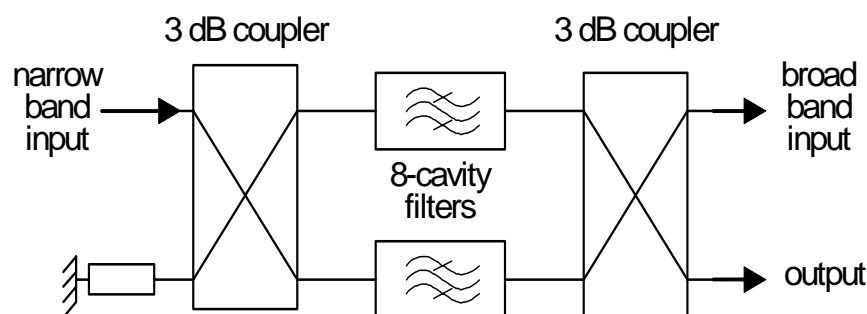 3 dB coupler
3 dB coupler
narrow
band
input
broad
band
input
8-cavity
filters
output